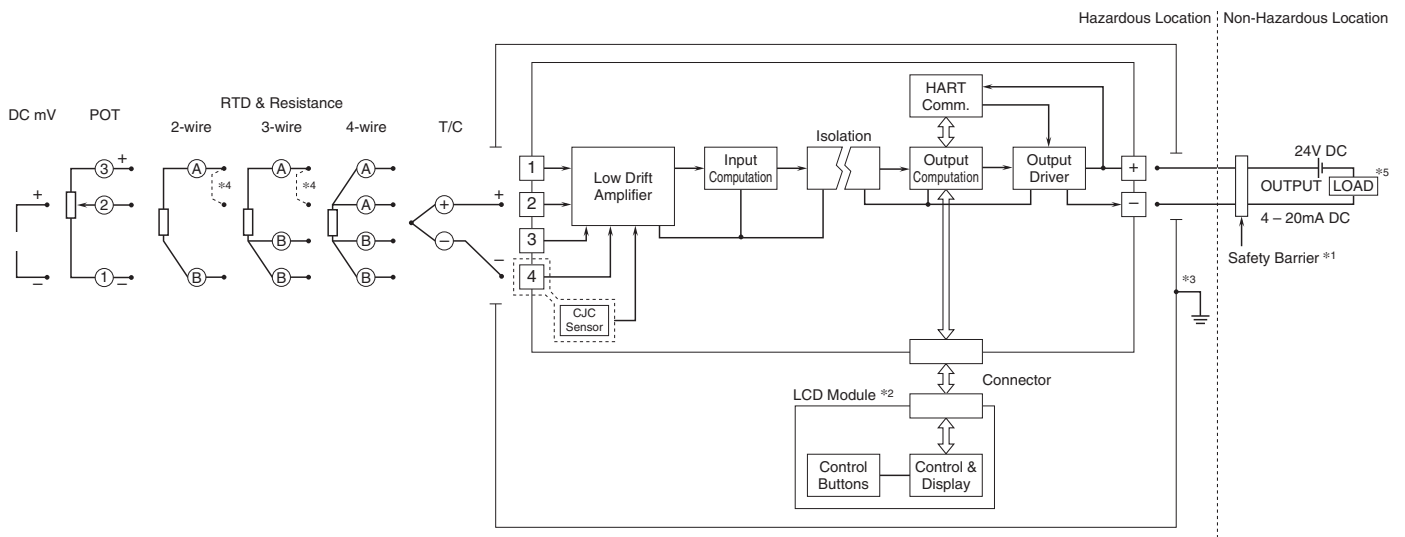 Hazardous Location
Non-Hazardous Location
DC mV
POT
RTD & Resistance
2-wire
3-wire
4-wire
T/C
+
–
3 +
2
1 –
A
*4
B
A
*4
B
B
A
A
B
B
+
–
+
–
1
2
3
4
CJC
Sensor
Low Drift
Amplifier
Input
Computation
Isolation
HART
Comm.
Output
Computation
Output
Driver
+
–
24V DC
OUTPUT
LOAD
*5
4 – 20mA DC
Safety Barrier *1
*3
Connector
LCD Module *2
Control
Buttons
Control &
Display